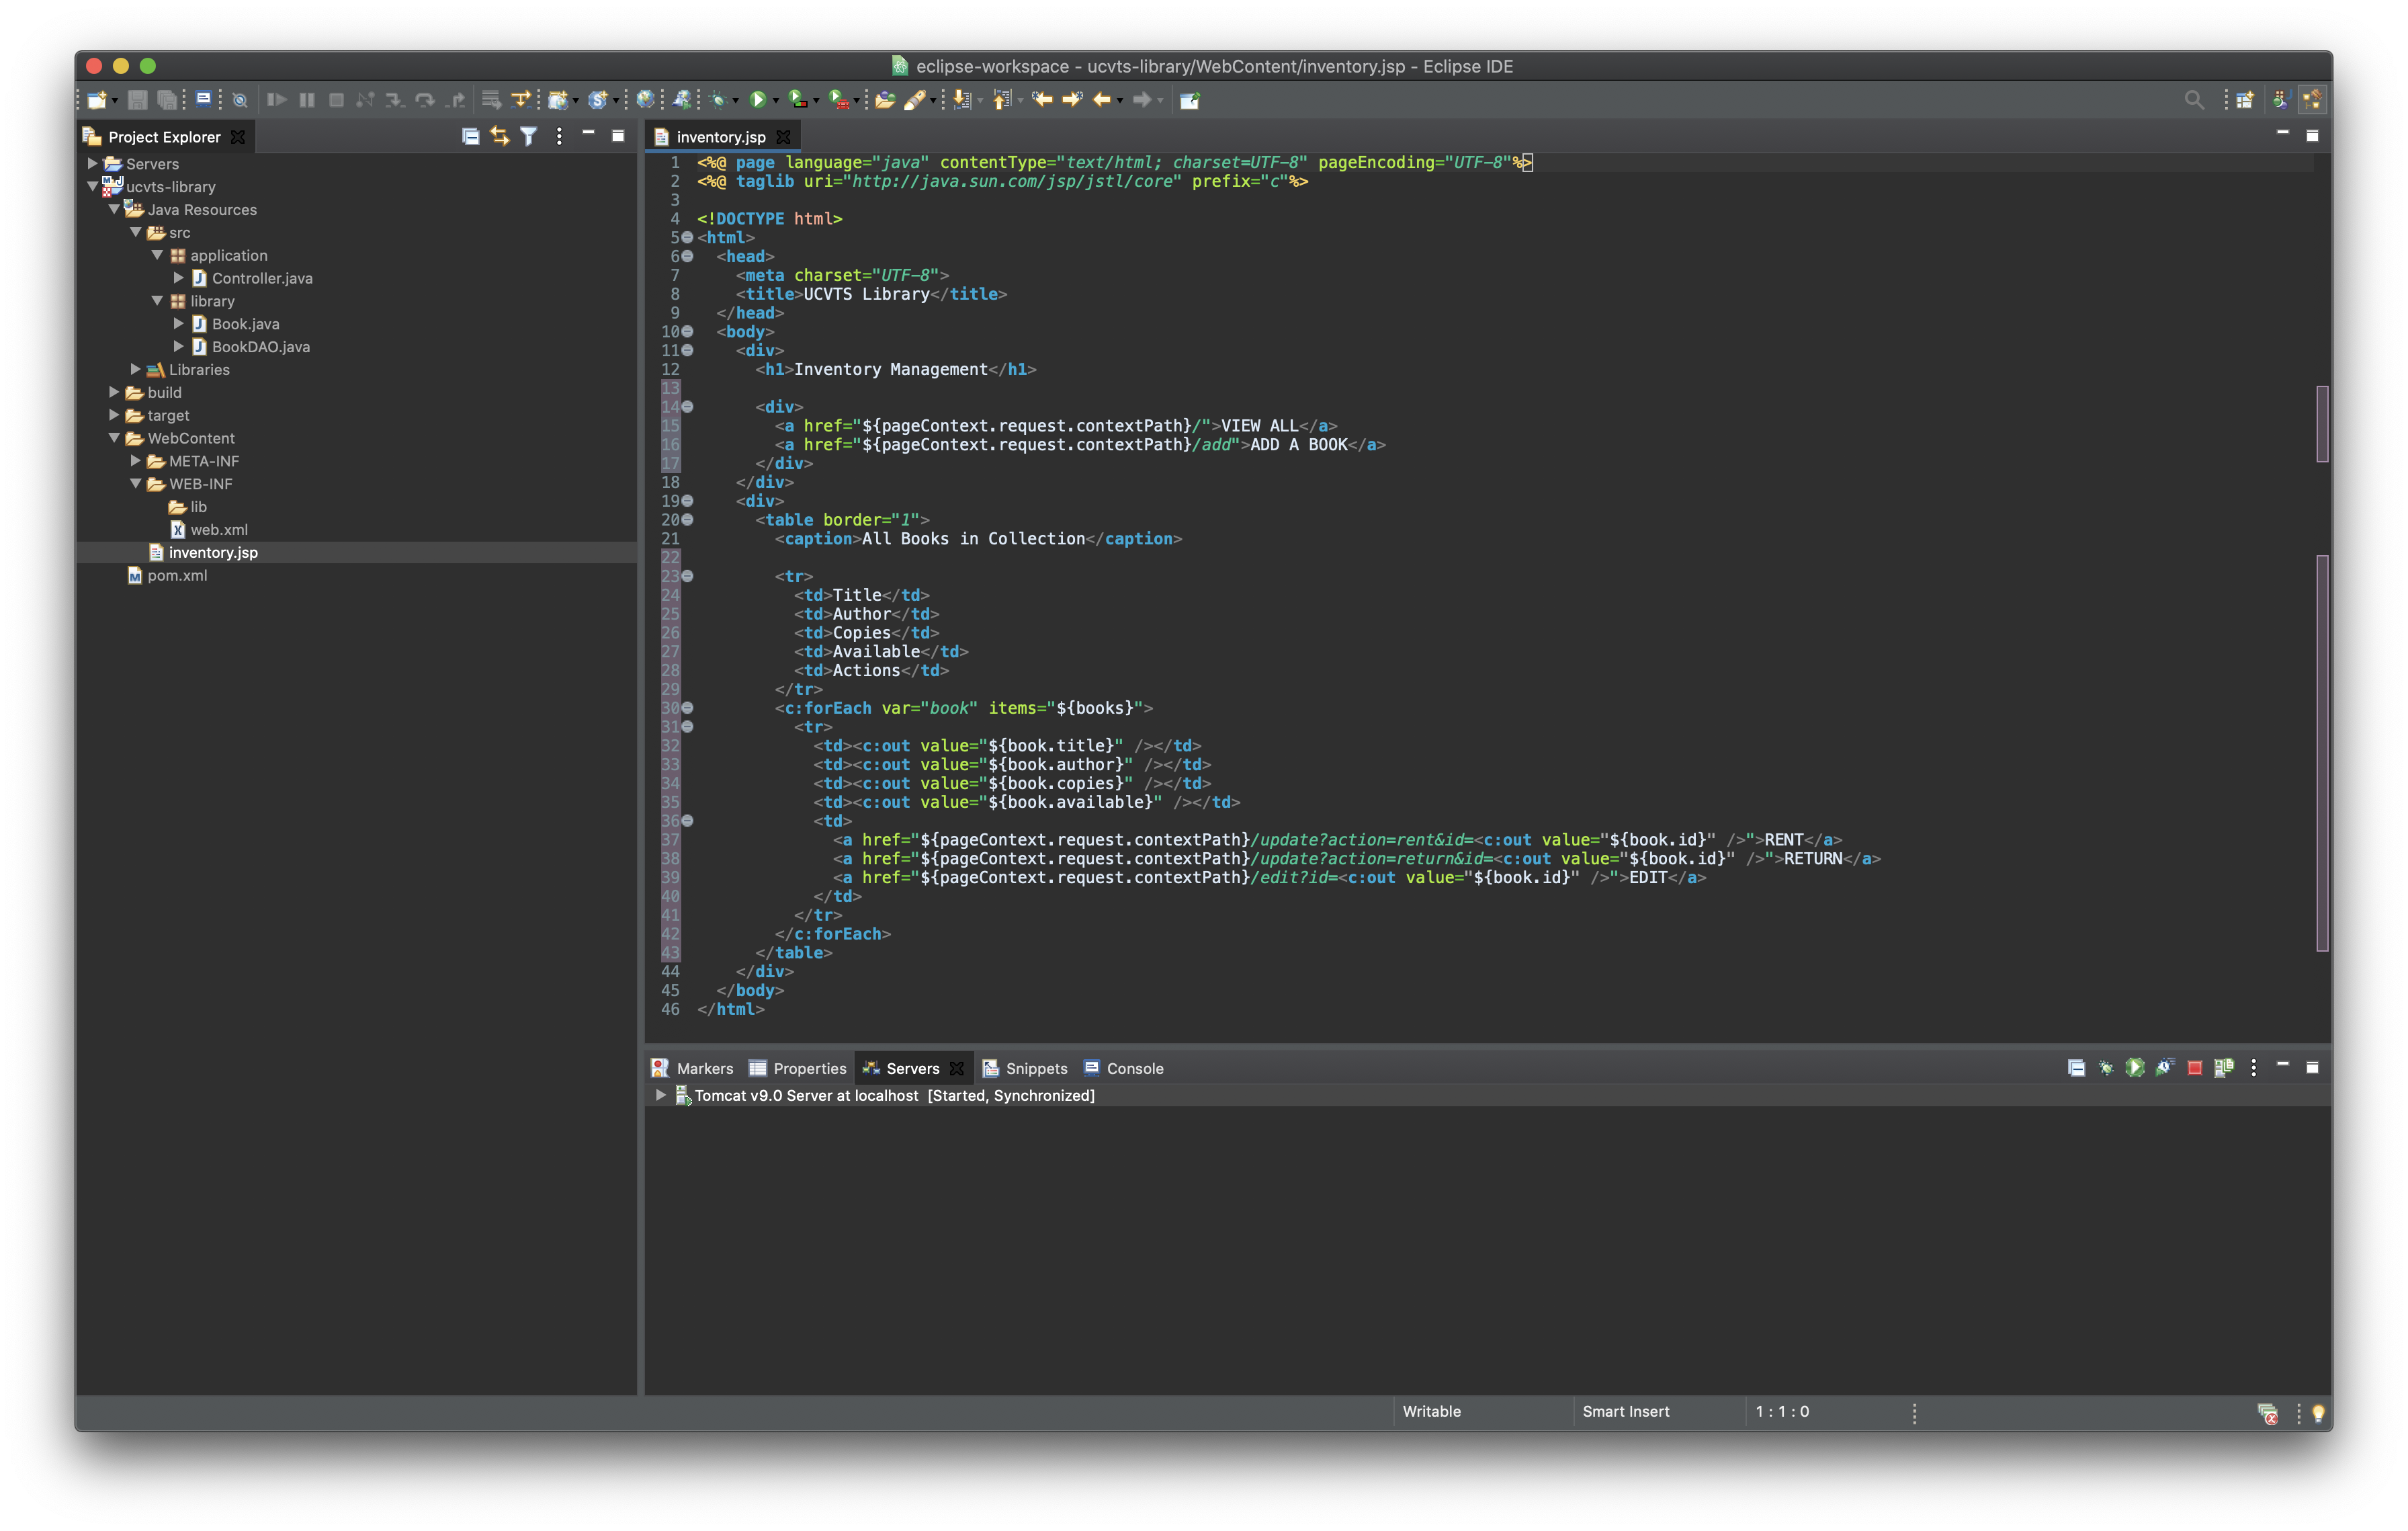 eclipse-workspace - ucvts-library/WebContent/inventory.jsp - Eclipse IDE
Project Explorer
Servers
ucvts-library
Java Resources
src
application
Controller.java
library
Book.java
BookDAO.java
Libraries
build
target
WebContent
META-INF
WEB-INF
lib
web.xml
inventory.jsp
pom.xml
inventory.jsp
1 <%@ page language="java" contentType="text/html; charset=UTF-8" pageEncoding="UTF-8"%>
2 <%@ taglib uri="http://java.sun.com/jsp/jstl/core" prefix="c"%>
3
4 <!DOCTYPE html>
5 <html>
6 <head>
7 <meta charset="UTF-8">
8 <title>UCVTS Library</title>
9 </head>
10 <body>
11 <div>
12 <h1>Inventory Management</h1>
13
14 <div>
15 <a href="${pageContext.request.contextPath}/">VIEW ALL</a>
16 <a href="${pageContext.request.contextPath}/add">ADD A BOOK</a>
17 </div>
18 </div>
19 <div>
20 <table border="1">
21 <caption>All Books in Collection</caption>
22
23 <tr>
24 <td>Title</td>
25 <td>Author</td>
26 <td>Copies</td>
27 <td>Available</td>
28 <td>Actions</td>
29 </tr>
30 <c:forEach var="book" items="${books}">
31 <tr>
32 <td><c:out value="${book.title}" /></td>
33 <td><c:out value="${book.author}" /></td>
34 <td><c:out value="${book.copies}" /></td>
35 <td><c:out value="${book.available}" /></td>
36 <td>
37 <a href="${pageContext.request.contextPath}/update?action=rent&id=<c:out value="${book.id}" />">RENT</a>
38 <a href="${pageContext.request.contextPath}/update?action=return&id=<c:out value="${book.id}" />">RETURN</a>
39 <a href="${pageContext.request.contextPath}/edit?id=<c:out value="${book.id}" />">EDIT</a>
40 </td>
41 </tr>
42 </c:forEach>
43 </table>
44 </div>
45 </body>
46 </html>
Markers Properties Servers Snippets Console
Tomcat v9.0 Server at localhost [Started, Synchronized]
Writable Smart Insert 1 : 1 : 0